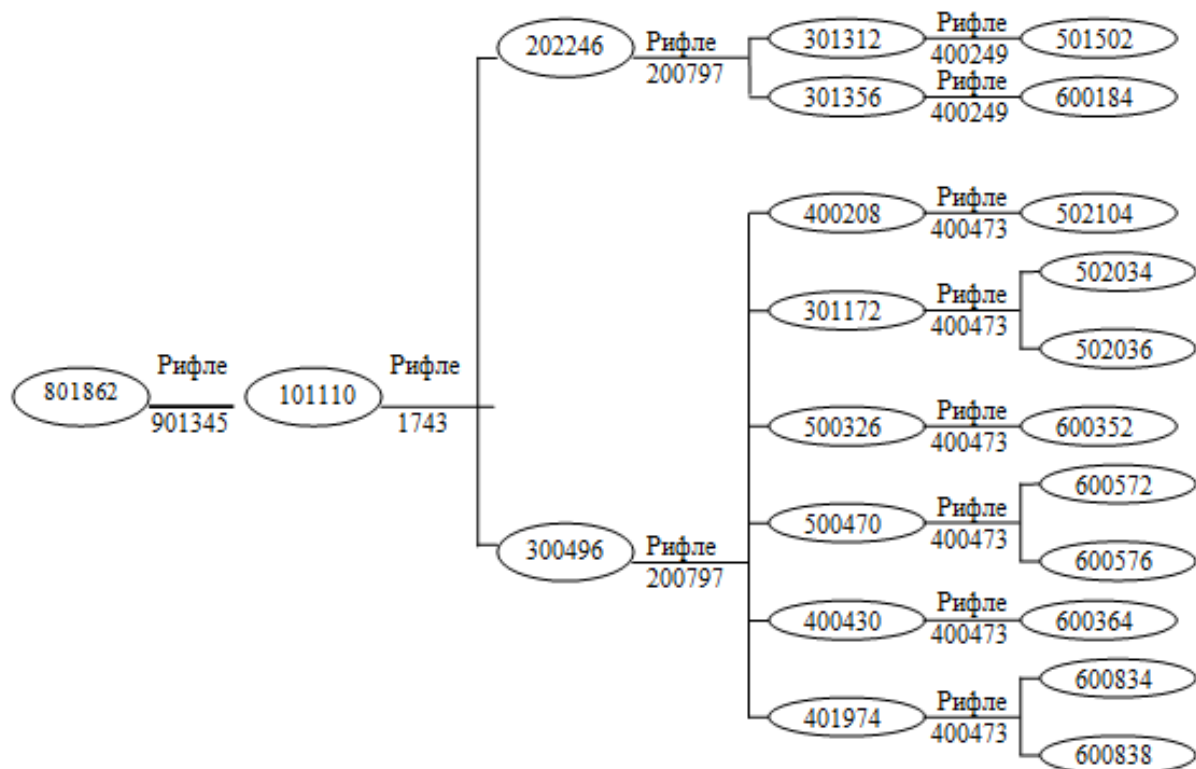 202246
Рифле
200797
301312
Рифле
400249
501502
301356
Рифле
400249
600184
400208
Рифле
400473
502104
301172
Рифле
400473
502034
502036
801862
Рифле
901345
101110
Рифле
1743
500326
Рифле
400473
600352
300496
Рифле
200797
500470
Рифле
400473
600572
600576
400430
Рифле
400473
600364
401974
Рифле
400473
600834
600838